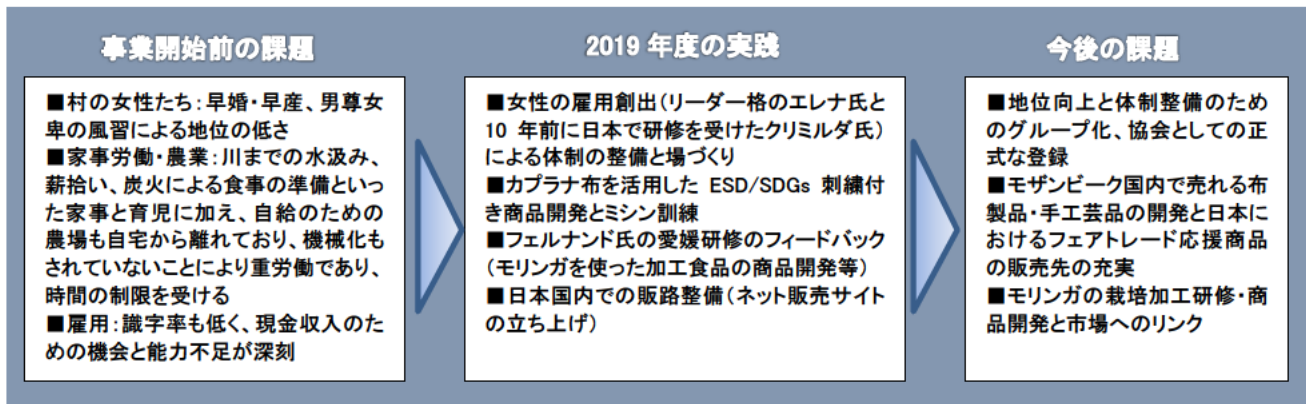 事業開始前の課題
■村の女性たち：早婚・早産、男尊女
卑の風習による地位の低さ
■家事労働・農業：川までの水汲み、
薪拾い、炭火による食事の準備といっ
た家事と育児に加え、自給のための
農場も自宅から離れており、機械化も
されていないことにより重労働であり、
時間の制限を受ける
■雇用：識字率も低く、現金収入のた
めの機会と能力不足が深刻
2019 年度の実践
■女性の雇用創出（リーダー格のエレナ氏と
10 年前に日本で研修を受けたクリミルダ氏）
による体制の整備と場づくり
■カプラナ布を活用した ESD/SDGs 刺繍付
き商品開発とミシン訓練
■フェルナンド氏の愛媛研修のフィードバック
（モリンガを使った加工食品の商品開発等）
■日本国内での販路整備（ネット販売サイト
の立ち上げ）
今後の課題
■地位向上と体制整備のため
のグループ化、協会としての正
式な登録
■モザンビーク国内で売れる布
製品・手工芸品の開発と日本に
おけるフェアトレード応援商品
の販売先の充実
■モリンガの栽培加工研修・商
品開発と市場へのリンク